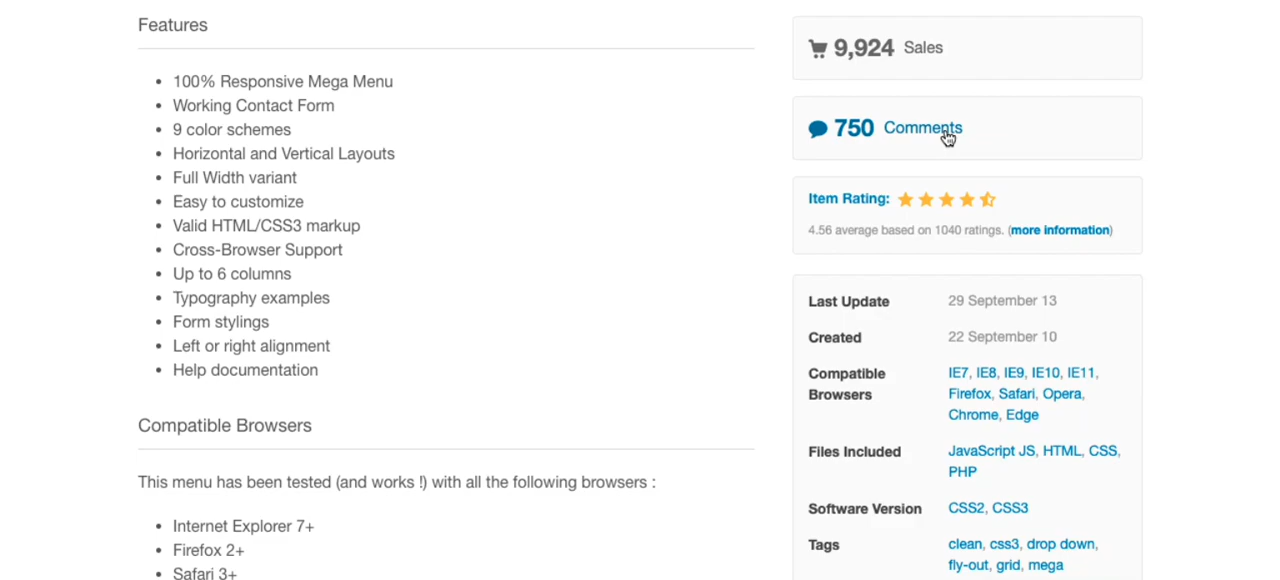 Features
100% Responsive Mega Menu
Working Contact Form
9 color schemes
Horizontal and Vertical Layouts
Full Width variant
Easy to customize
Valid HTML/CSS3 markup
Cross-Browser Support
Up to 6 columns
Typography examples
Form stylings
Left or right alignment
Help documentation
Compatible Browsers
This menu has been tested (and works !) with all the following browsers :
Internet Explorer 7+
Firefox 2+
Safari 3+
9,924 Sales
750 Comments
Item Rating:
4.56 average based on 1040 ratings. (more information)
Last Update 29 September 13
Created 22 September 10
Compatible Browsers IE7, IE8, IE9, IE10, IE11,
Firefox, Safari, Opera,
Chrome, Edge
Files Included JavaScript JS, HTML, CSS,
PHP
Software Version CSS2, CSS3
Tags clean, css3, drop down,
fly-out, grid, mega